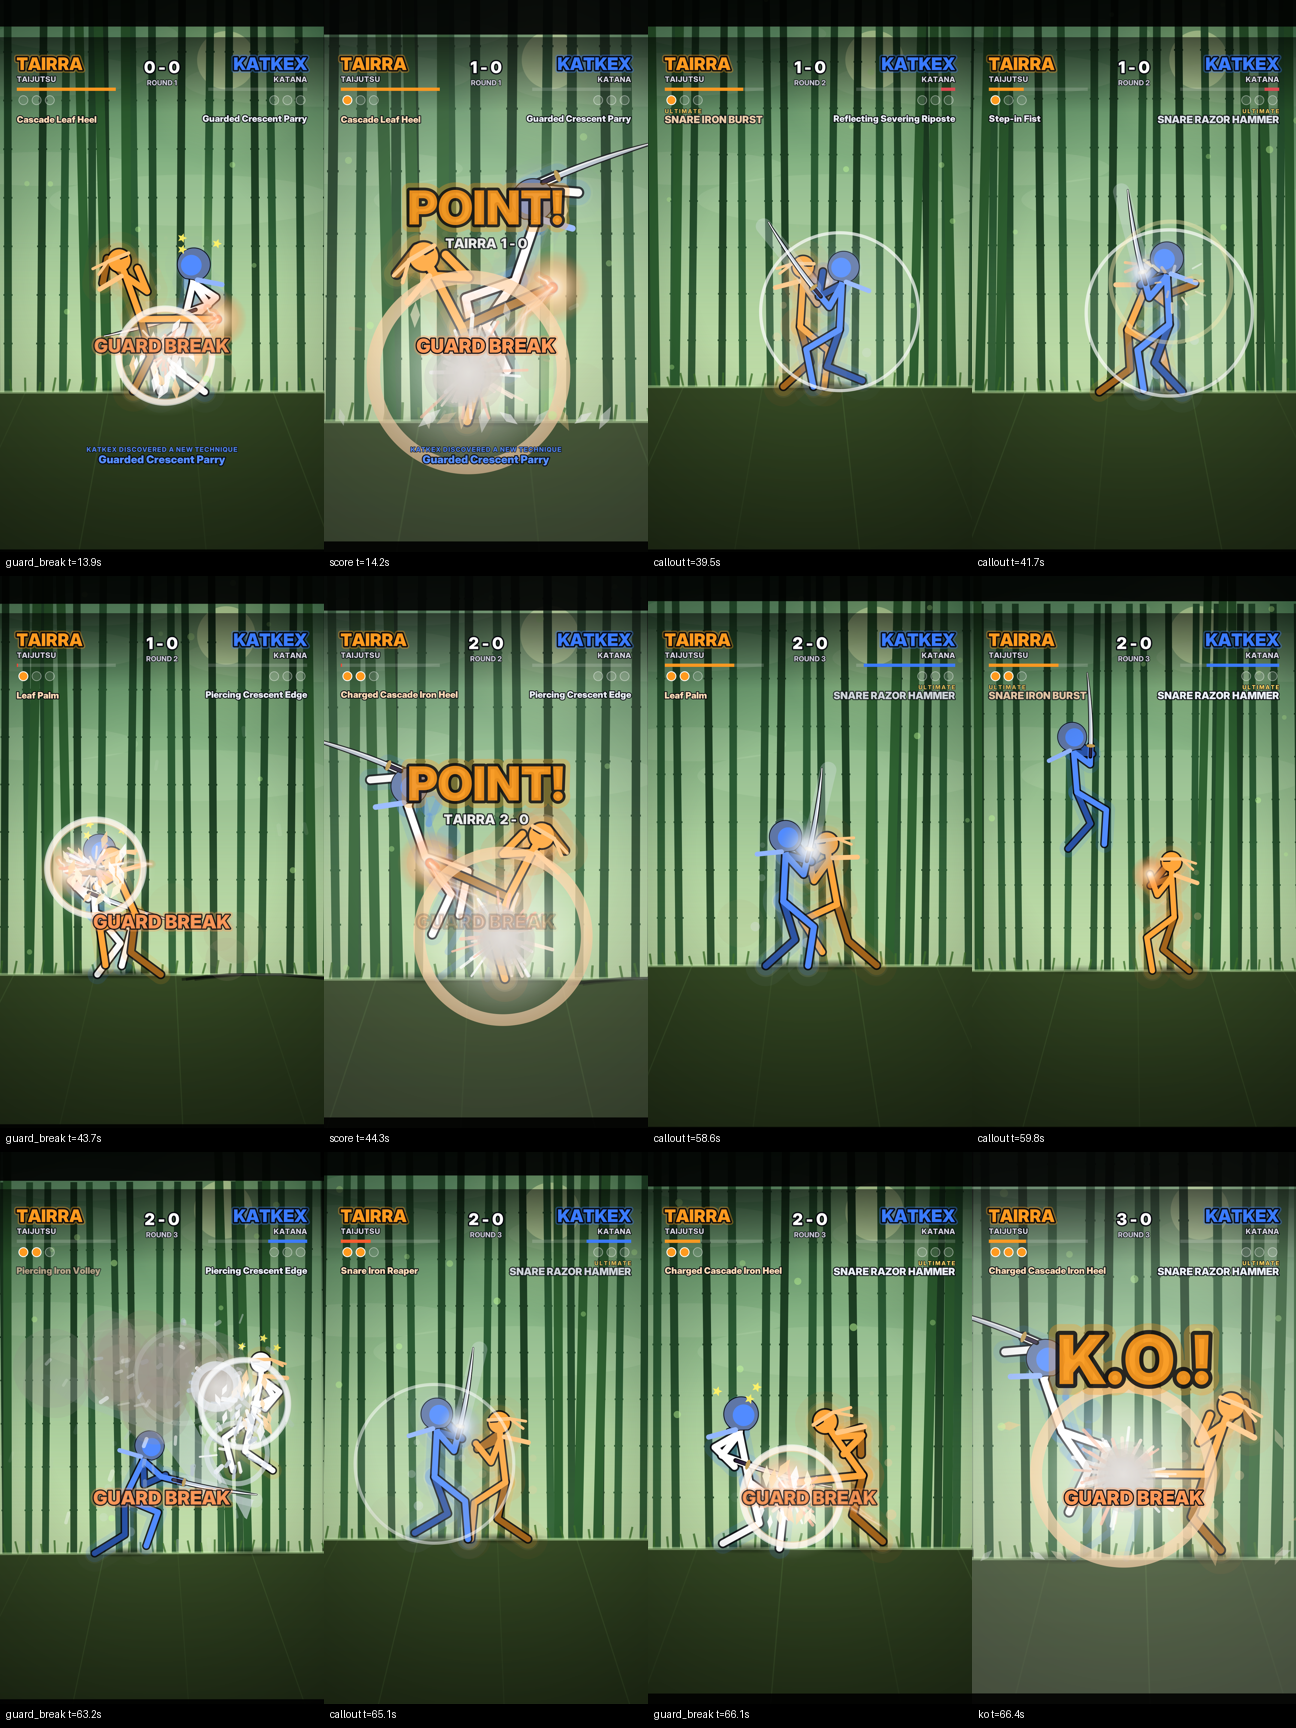 TAIRRA
TAIJUTSU
0 - 0
ROUND 1
KATKEX
KATANA
Cascade Leaf Heel
Guarded Crescent Parry
GUARD BREAK
KATKEX DISCOVERED A NEW TECHNIQUE
Guarded Crescent Parry
guard_break t=13.9s
TAIRRA
TAIJUTSU
1 - 0
ROUND 1
KATKEX
KATANA
Cascade Leaf Heel
Guarded Crescent Parry
POINT!
TAIRRA 1 - 0
GUARD BREAK
KATKEX DISCOVERED A NEW TECHNIQUE
Guarded Crescent Parry
score t=14.2s
TAIRRA
TAIJUTSU
1 - 0
ROUND 2
KATKEX
KATANA
ULTIMATE
SNARE IRON BURST
Reflecting Severing Riposte
callout t=39.5s
TAIRRA
TAIJUTSU
1 - 0
ROUND 2
KATKEX
KATANA
Step-in Fist
ULTIMATE
SNARE RAZOR HAMMER
callout t=41.7s
TAIRRA
TAIJUTSU
1 - 0
ROUND 2
KATKEX
KATANA
Leaf Palm
Piercing Crescent Edge
GUARD BREAK
guard_break t=43.7s
TAIRRA
TAIJUTSU
2 - 0
ROUND 2
KATKEX
KATANA
Charged Cascade Iron Heel
Piercing Crescent Edge
POINT!
TAIRRA 2 - 0
GUARD BREAK
score t=44.3s
TAIRRA
TAIJUTSU
2 - 0
ROUND 3
KATKEX
KATANA
Leaf Palm
ULTIMATE
SNARE RAZOR HAMMER
callout t=58.6s
TAIRRA
TAIJUTSU
2 - 0
ROUND 3
KATKEX
KATANA
ULTIMATE
SNARE IRON BURST
ULTIMATE
SNARE RAZOR HAMMER
callout t=59.8s
TAIRRA
TAIJUTSU
2 - 0
ROUND 3
KATKEX
KATANA
Piercing Iron Volley
Piercing Crescent Edge
GUARD BREAK
guard_break t=63.2s
TAIRRA
TAIJUTSU
2 - 0
ROUND 3
KATKEX
KATANA
Snare Iron Reaper
ULTIMATE
SNARE RAZOR HAMMER
callout t=65.1s
TAIRRA
TAIJUTSU
2 - 0
ROUND 3
KATKEX
KATANA
Charged Cascade Iron Heel
ULTIMATE
SNARE RAZOR HAMMER
GUARD BREAK
guard_break t=66.1s
TAIRRA
TAIJUTSU
3 - 0
ROUND 3
KATKEX
KATANA
Charged Cascade Iron Heel
ULTIMATE
SNARE RAZOR HAMMER
K.O.!
GUARD BREAK
ko t=66.4s